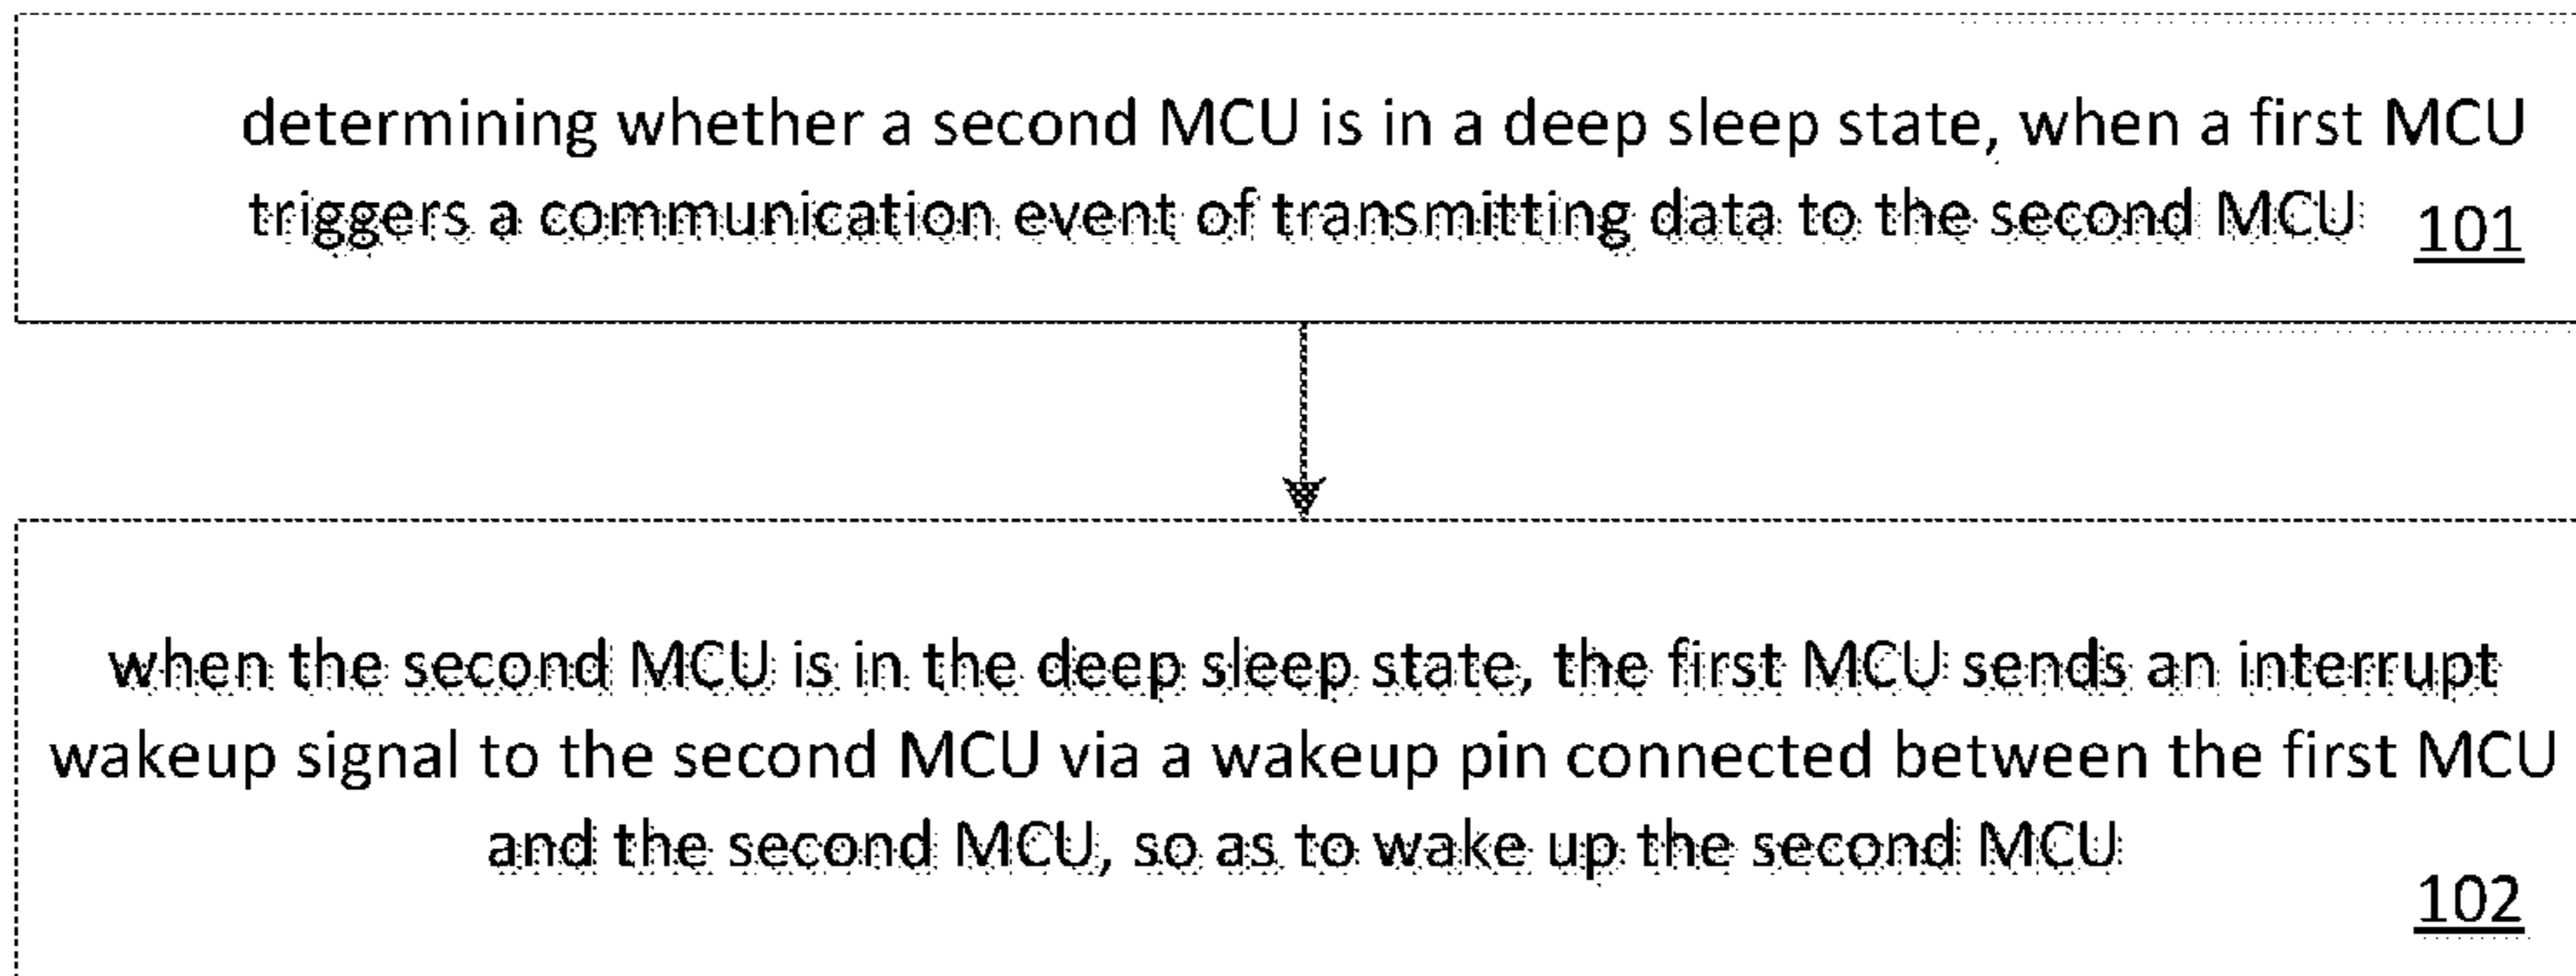 determining whether a second MCU is in a deep sleep state, when a first MCU
triggers a communication event of transmitting data to the second MCU 101
when the second MCU is in the deep sleep state, the first MCU sends an interrupt
wakeup signal to the second MCU via a wakeup pin connected between the first MCU
and the second MCU, so as to wake up the second MCU
102